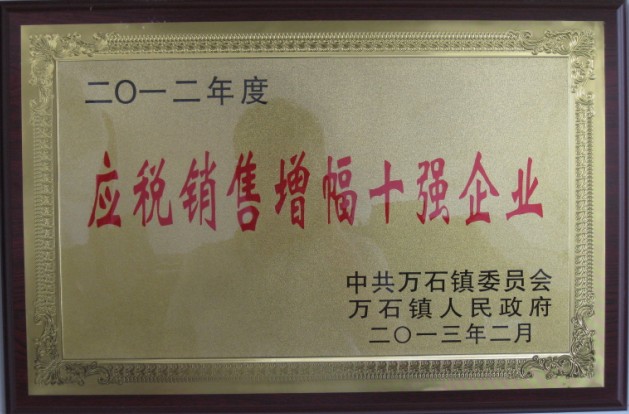 二〇一二年度
应税销售增幅十强企业
中共万石镇委员会
万石镇人民政府
二〇一三年二月